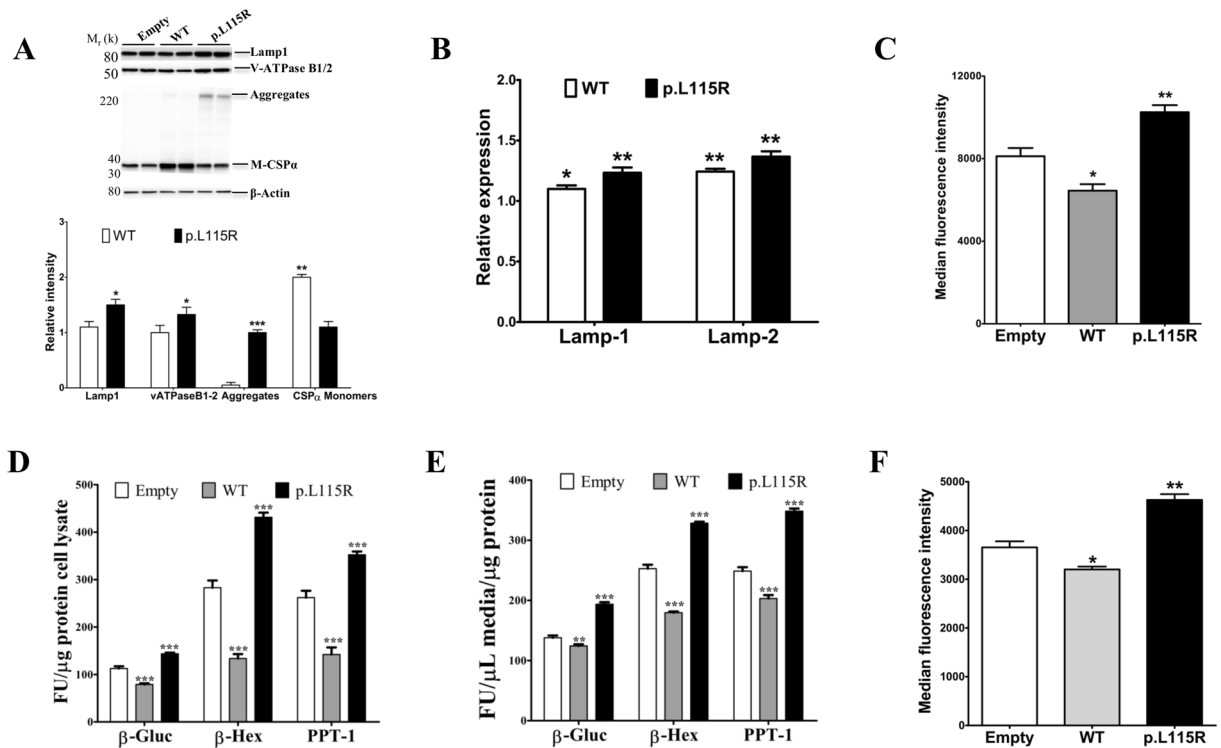 A
Mr (k)
Empty
WT
p.L115R
80
Lamp1
50
V-ATPase B1/2
220
Aggregates
40
M-CSPα
30
80
β-Actin
Relative intensity
3
2
1
0
WT
p.L115R
*
*
***
**
Lamp1
vATPaseB1-2
Aggregates
CSPα Monomers
B
Relative expression
2.0
1.5
1.0
0.5
0.0
WT
p.L115R
*
**
**
**
Lamp-1
Lamp-2
C
Median fluorescence intensity
12000
8000
4000
0
*
**
Empty
WT
p.L115R
D
FU/μg protein cell lysate
500
400
300
200
100
0
Empty
WT
p.L115R
***
***
***
***
***
***
β-Gluc
β-Hex
PPT-1
E
FU/μL media/μg protein
400
300
200
100
0
Empty
WT
p.L115R
**
***
***
***
***
***
β-Gluc
β-Hex
PPT-1
F
Median fluorescence intensity
5000
4000
3000
2000
1000
0
*
**
Empty
WT
p.L115R